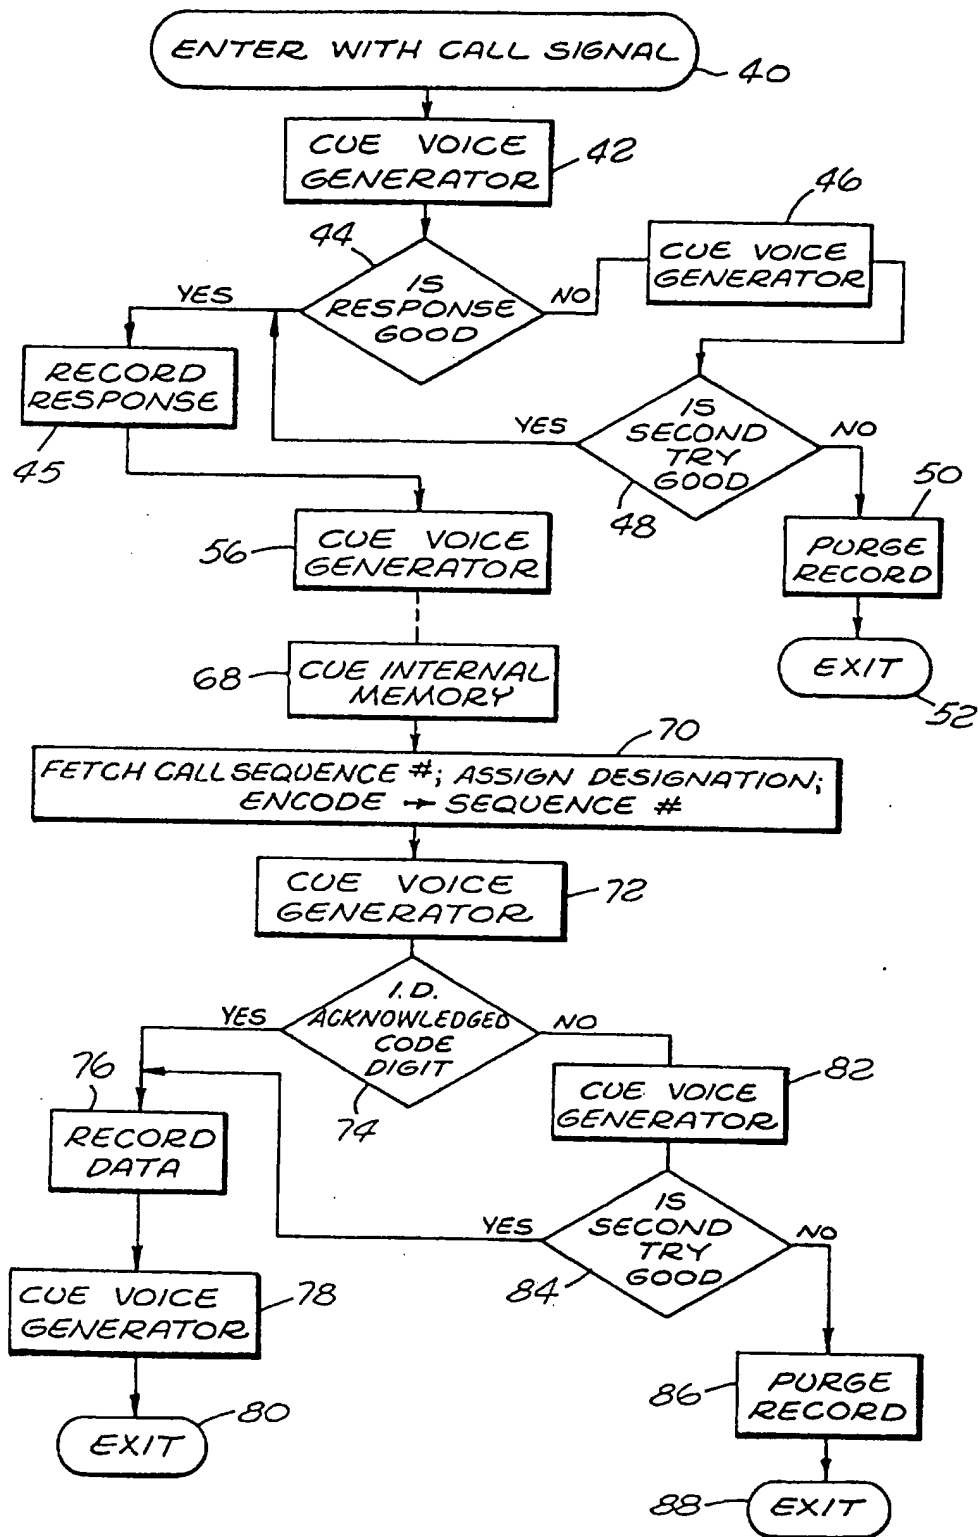 ENTER WITH CALL SIGNAL
40
CUE VOICE
GENERATOR
42
44
IS
RESPONSE
GOOD
YES
NO
46
CUE VOICE
GENERATOR
RECORD
RESPONSE
45
IS
SECOND
TRY
GOOD
YES
NO
48
50
PURGE
RECORD
EXIT
52
56
CUE VOICE
GENERATOR
68
CUE INTERNAL
MEMORY
70
FETCH CALL SEQUENCE #; ASSIGN DESIGNATION;
ENCODE → SEQUENCE #
CUE VOICE
GENERATOR
72
I.D.
ACKNOWLEDGED
CODE
DIGIT
YES
NO
74
76
RECORD
DATA
CUE VOICE
GENERATOR
82
IS
SECOND
TRY
GOOD
YES
NO
84
CUE VOICE
GENERATOR
78
EXIT
80
86
PURGE
RECORD
88
EXIT